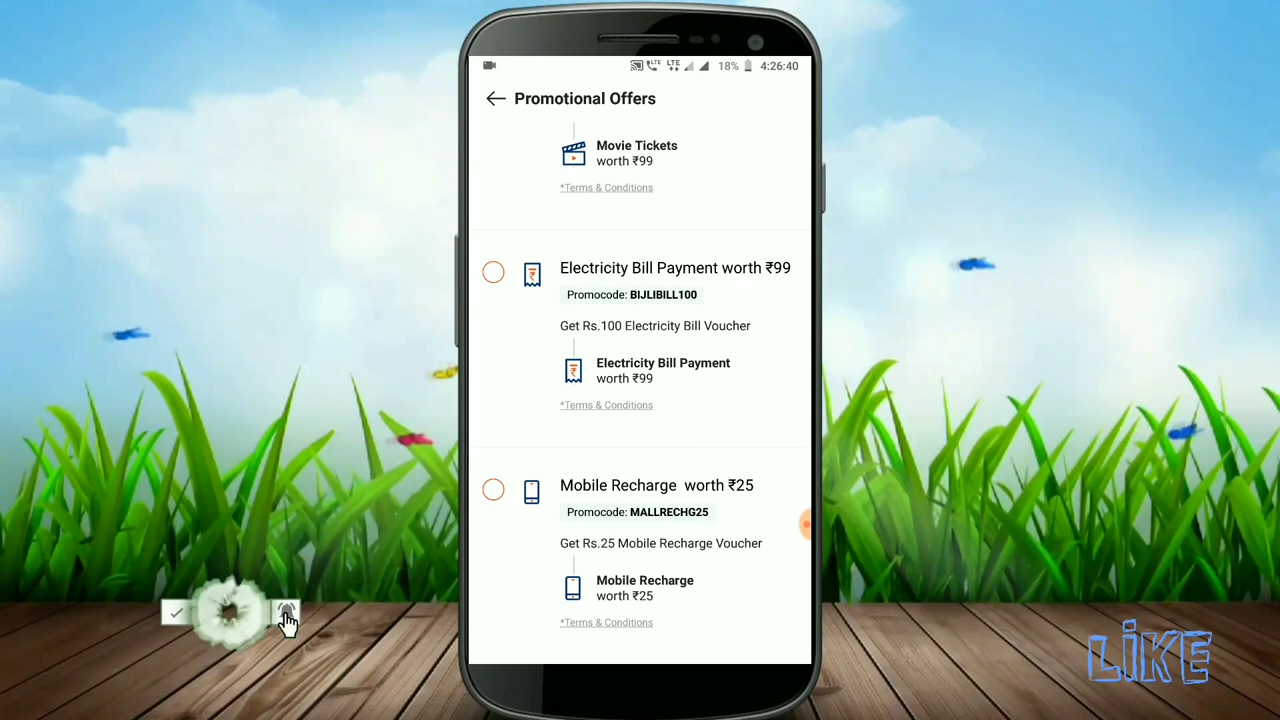 LTE LTE 18% 4:26:40
Promotional Offers
Movie Tickets
worth ₹99
*Terms & Conditions
Electricity Bill Payment worth ₹99
Promocode: BIJLIBILL100
Get Rs.100 Electricity Bill Voucher
Electricity Bill Payment
worth ₹99
*Terms & Conditions
Mobile Recharge  worth ₹25
Promocode: MALLRECHG25
Get Rs.25 Mobile Recharge Voucher
Mobile Recharge
worth ₹25
*Terms & Conditions
LiKE